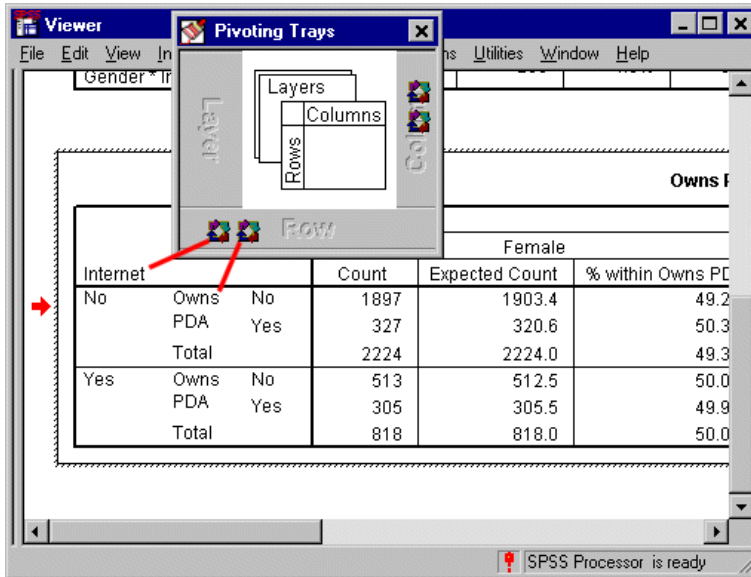 Viewer
Pivoting Trays
File Edit View In ns Utilities Window Help
Gender * In
Layer
Layers
Columns
Rows
Row
Owns P
Female
Internet Count Expected Count % within Owns PD
No Owns PDA No 1897 1903.4 49.2
Yes 327 320.6 50.3
Total 2224 2224.0 49.3
Yes Owns PDA No 513 512.5 50.0
Yes 305 305.5 49.9
Total 818 818.0 50.0
SPSS Processor is ready